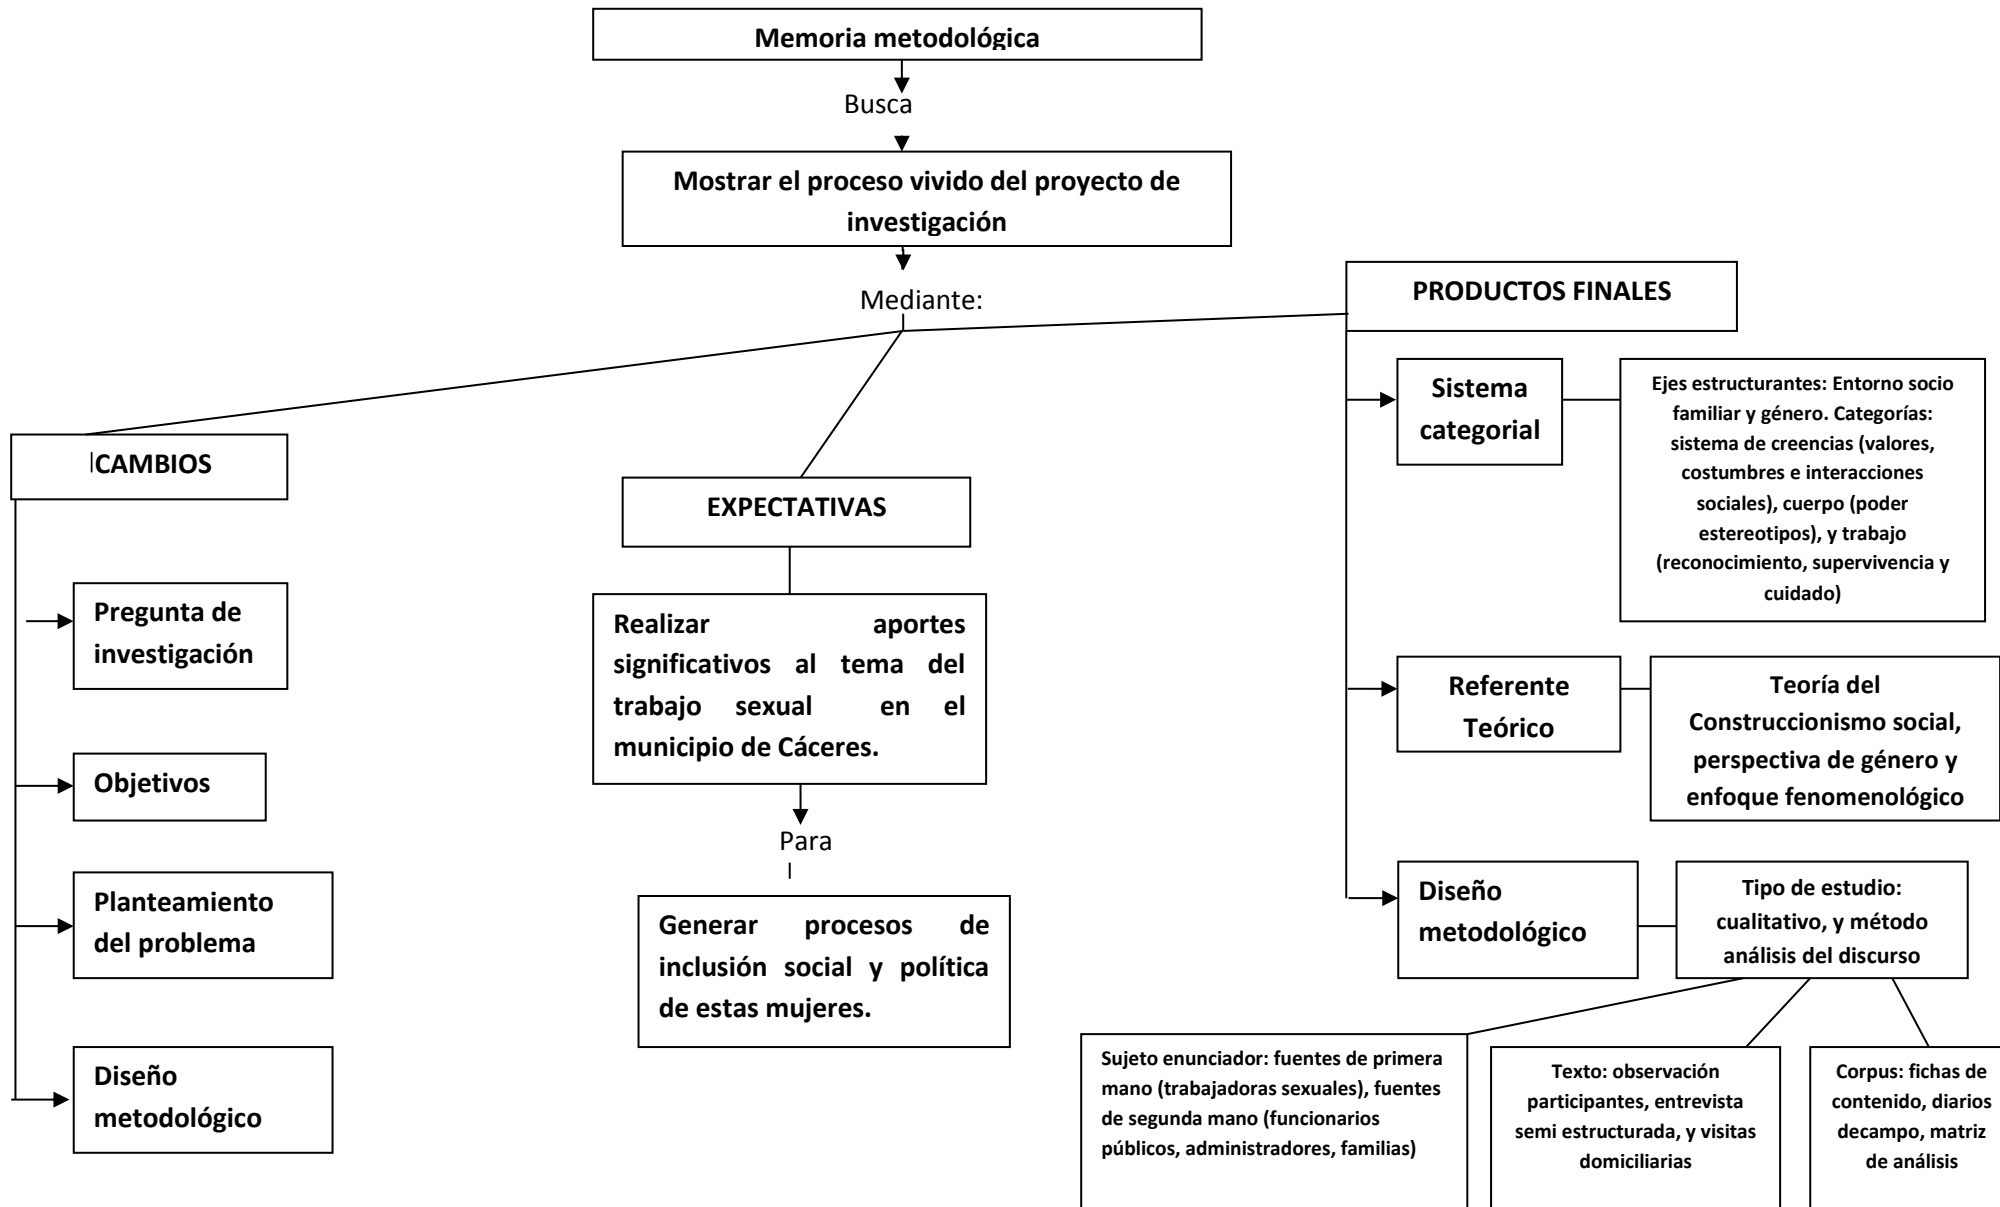 Memoria metodológica
Busca
Mostrar el proceso vivido del proyecto de
investigación
Mediante:
CAMBIOS
Pregunta de
investigación
Objetivos
Planteamiento
del problema
Diseño
metodológico
EXPECTATIVAS
Realizar aportes
significativos al tema del
trabajo sexual en el
municipio de Cáceres.
Para
Generar procesos de
inclusión social y política
de estas mujeres.
PRODUCTOS FINALES
Sistema
categorial
Ejes estructurantes: Entorno socio
familiar y género. Categorías:
sistema de creencias (valores,
costumbres e interacciones
sociales), cuerpo (poder
estereotipos), y trabajo
(reconocimiento, supervivencia y
cuidado)
Referente
Teórico
Teoría del
Construccionismo social,
perspectiva de género y
enfoque fenomenológico
Diseño
metodológico
Tipo de estudio:
cualitativo, y método
análisis del discurso
Sujeto enunciador: fuentes de primera
mano (trabajadoras sexuales), fuentes
de segunda mano (funcionarios
públicos, administradores, familias)
Texto: observación
participantes, entrevista
semi estructurada, y visitas
domiciliarias
Corpus: fichas de
contenido, diarios
decampo, matriz
de análisis